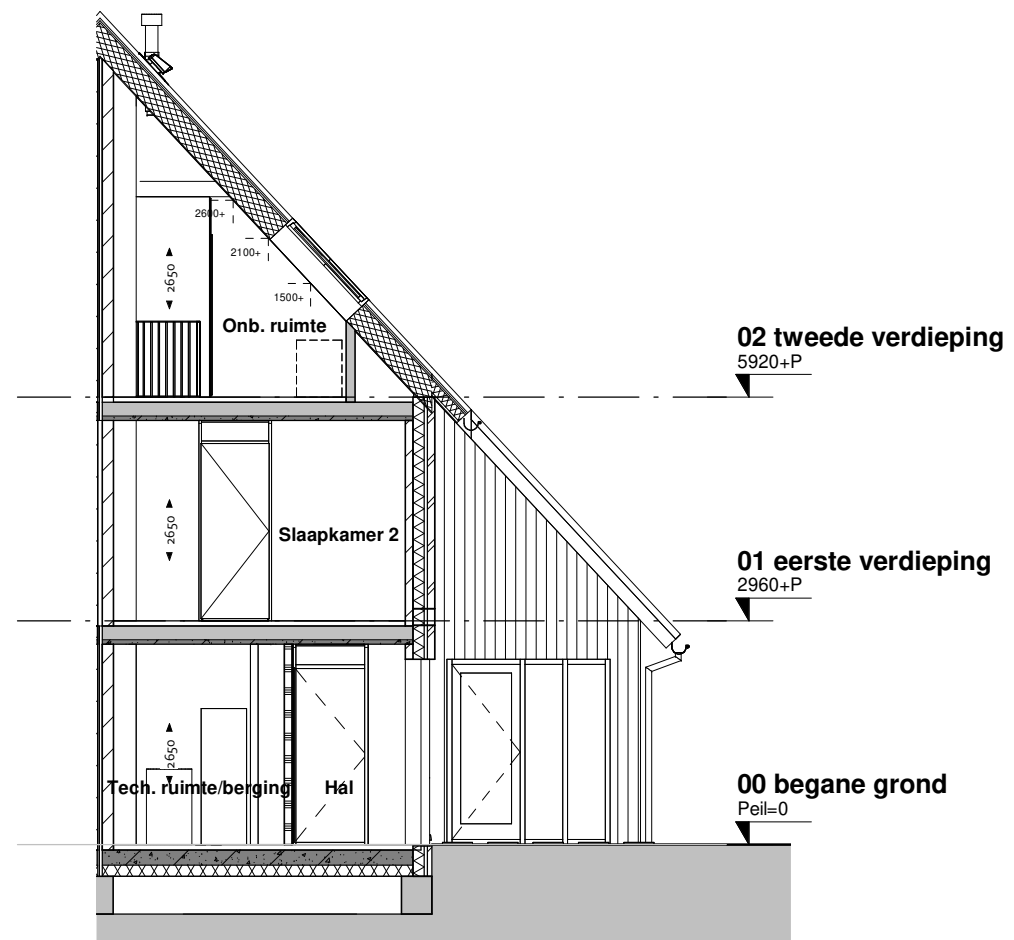 2600+
2100+
2650
1500+
Onb. ruimte
02 tweede verdieping
5920+P
2650
Slaapkamer 2
01 eerste verdieping
2960+P
2650
Tech. ruimte/berging
Hal
00 begane grond
Peil=0